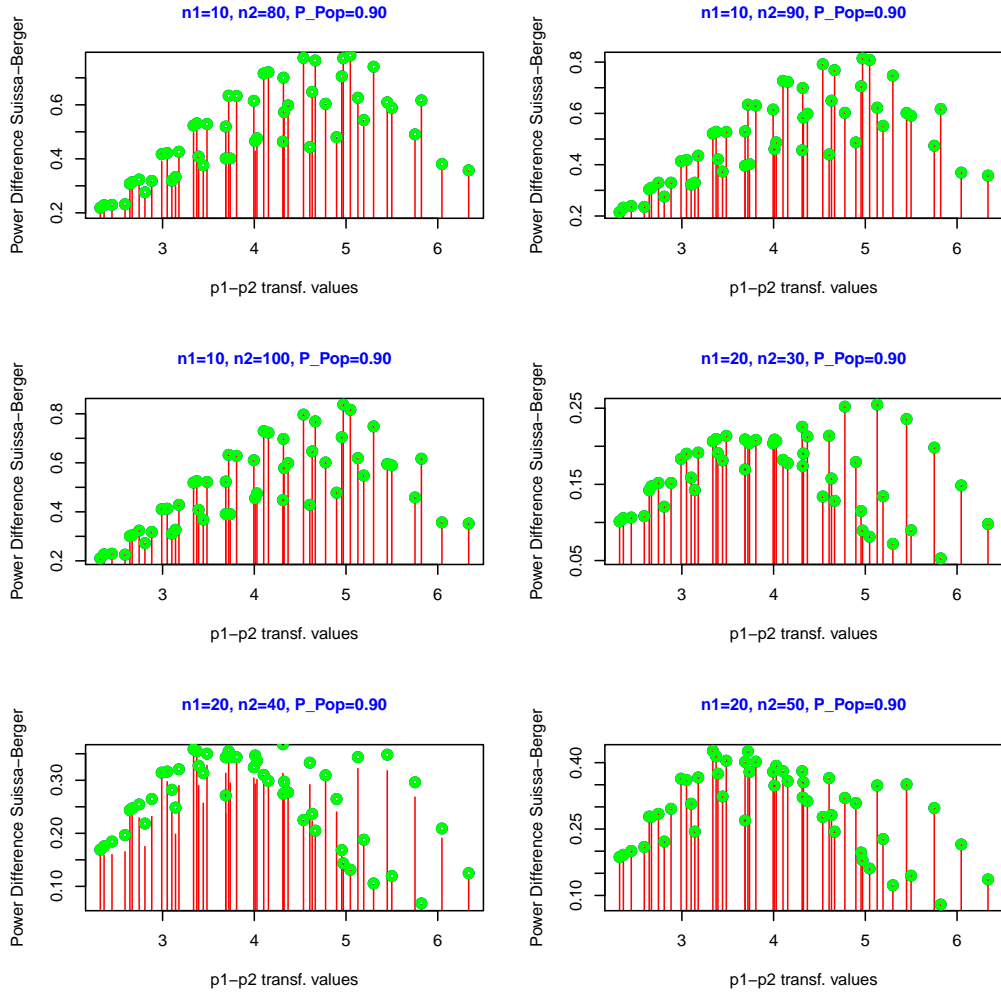 n1=10, n2=80, P_Pop=0.90
Power Difference Suissa−Berger
0.2 0.4 0.6
3 4 5 6
p1−p2 transf. values
n1=10, n2=90, P_Pop=0.90
Power Difference Suissa−Berger
0.2 0.4 0.6 0.8
3 4 5 6
p1−p2 transf. values
n1=10, n2=100, P_Pop=0.90
Power Difference Suissa−Berger
0.2 0.4 0.6 0.8
3 4 5 6
p1−p2 transf. values
n1=20, n2=30, P_Pop=0.90
Power Difference Suissa−Berger
0.05 0.15 0.25
3 4 5 6
p1−p2 transf. values
n1=20, n2=40, P_Pop=0.90
Power Difference Suissa−Berger
0.10 0.20 0.30
3 4 5 6
p1−p2 transf. values
n1=20, n2=50, P_Pop=0.90
Power Difference Suissa−Berger
0.10 0.25 0.40
3 4 5 6
p1−p2 transf. values